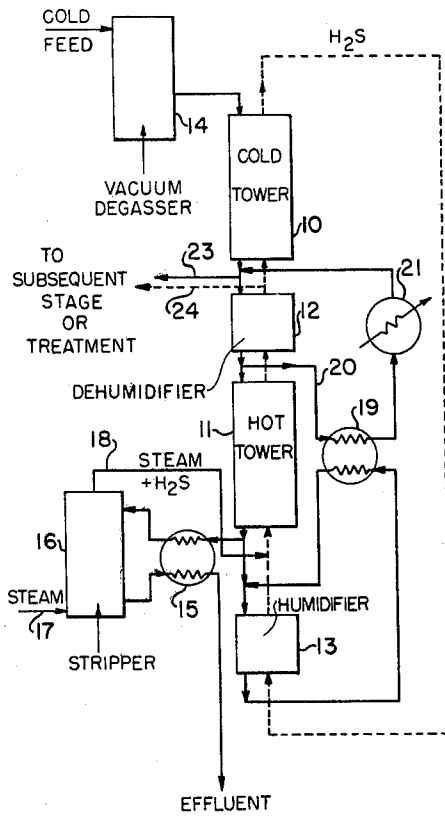 COLD
FEED
H2S
14
COLD
TOWER
VACUUM
DEGASSER
10
23
21
TO
SUBSEQUENT
STAGE
OR
TREATMENT
24
12
DEHUMIDIFIER
20
19
11
HOT
TOWER
18
STEAM
+H2S
16
STEAM
17
15
HUMIDIFIER
STRIPPER
13
EFFLUENT